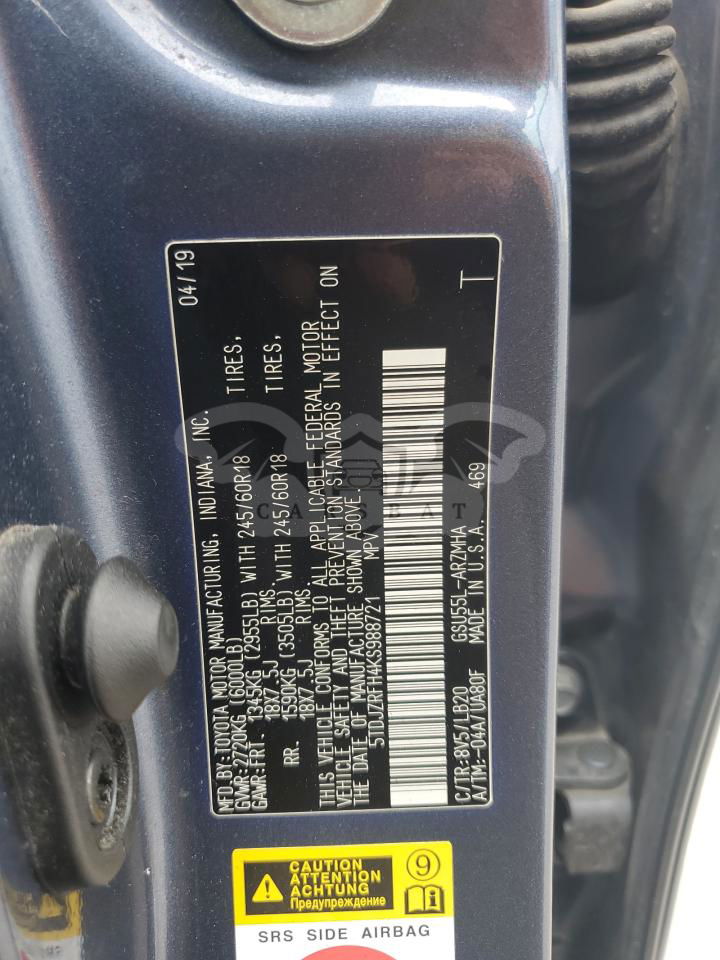 MFD.BY:TOYOTA MOTOR MANUFACTURING, INDIANA, INC. 04/19
GVWR:2720KG (6000LB)
GAWR:FRT- 1345KG (2955LB) WITH 245/60R18 TIRES,
18X7.5J RIMS,
RR. 1590KG (3505LB) WITH 245/60R18 TIRES,
18X7.5J RIMS.
THIS VEHICLE CONFORMS TO ALL APPLICABLE FEDERAL MOTOR
VEHICLE SAFETY AND THEFT PREVENTION STANDARDS IN EFFECT ON
THE DATE OF MANUFACTURE SHOWN ABOVE.
5TDJZRFH4KS988721 MPV
C/TR:8V5/LB20 GSU55L-ARZMHA T
A/TM:-04A/UA80F MADE IN U.S.A. 469
CAR SEAT
CAUTION
ATTENTION
ACHTUNG
Предупреждение
9
SRS SIDE AIRBAG